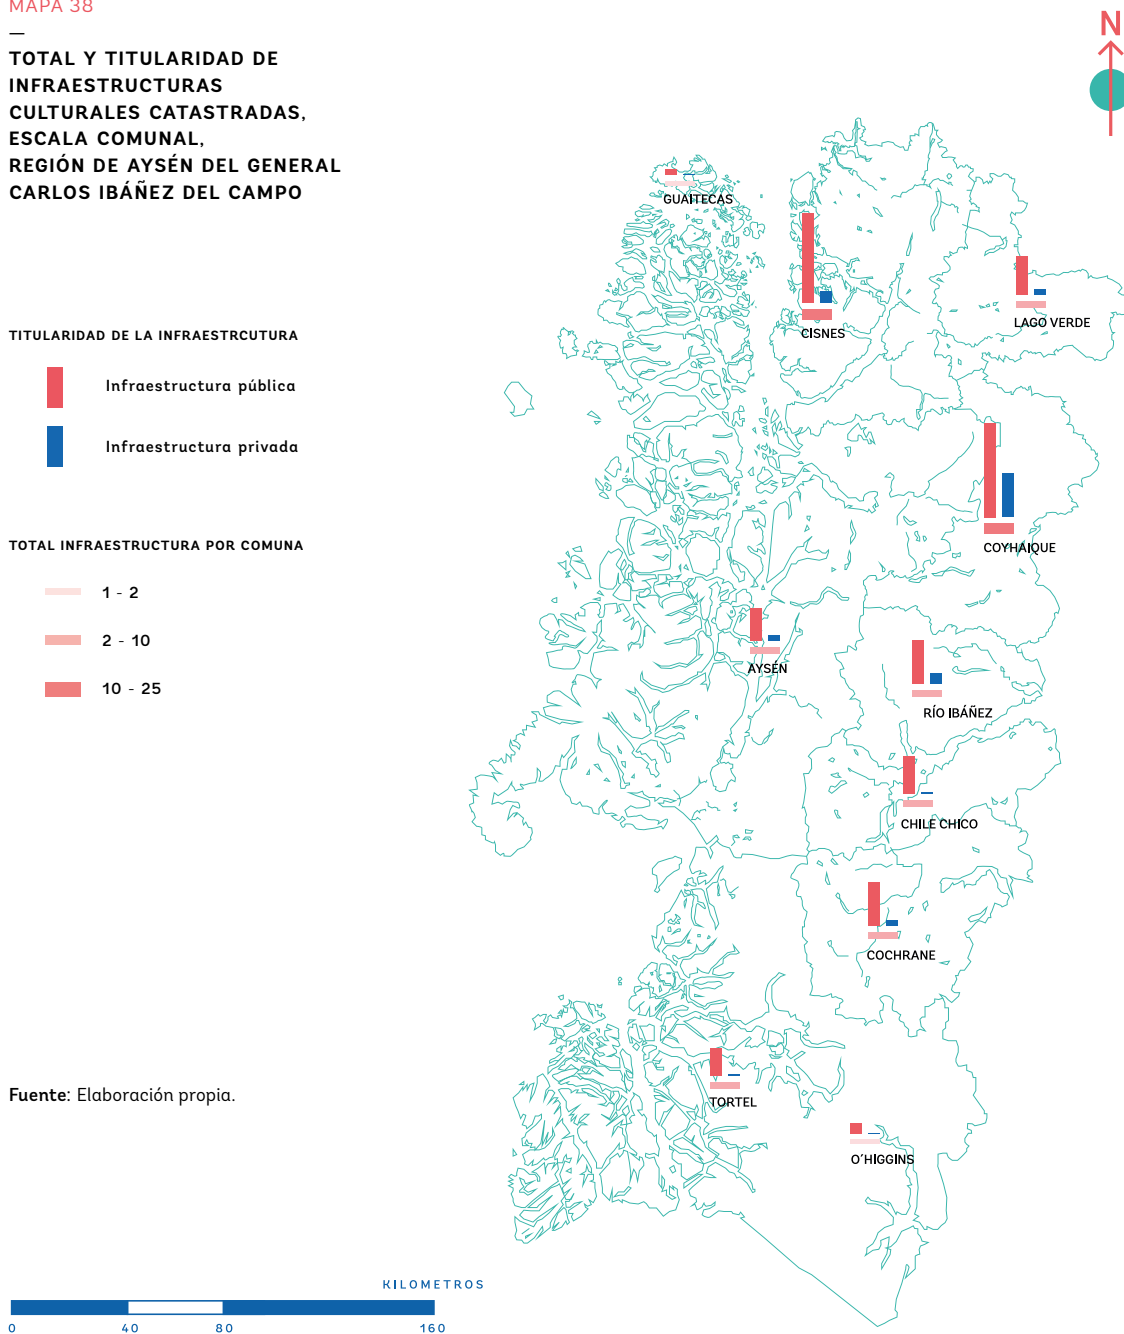 MAPA 38
—
TOTAL Y TITULARIDAD DE
INFRAESTRUCTURAS
CULTURALES CATASTRADAS,
ESCALA COMUNAL,
REGIÓN DE AYSÉN DEL GENERAL
CARLOS IBÁÑEZ DEL CAMPO
N
TITULARIDAD DE LA INFRAESTRCUTURA
Infraestructura pública
Infraestructura privada
TOTAL INFRAESTRUCTURA POR COMUNA
1 - 2
2 - 10
10 - 25
GUAITECAS
CISNES
LAGO VERDE
COYHAIQUE
AYSÉN
RÍO IBÁÑEZ
CHILE CHICO
COCHRANE
TORTEL
O´HIGGINS
Fuente: Elaboración propia.
KILOMETROS
0 40 80 160